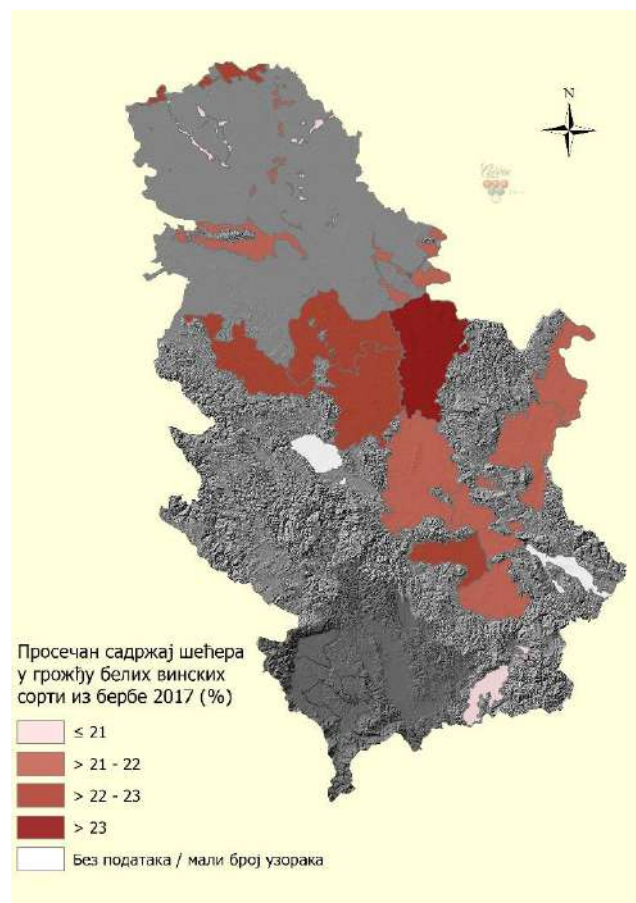 N
Просечан садржај шећера
у грожђу белих винских
сорти из бербе 2017 (%)
≤ 21
> 21 - 22
> 22 - 23
> 23
Без података / мали број узорака